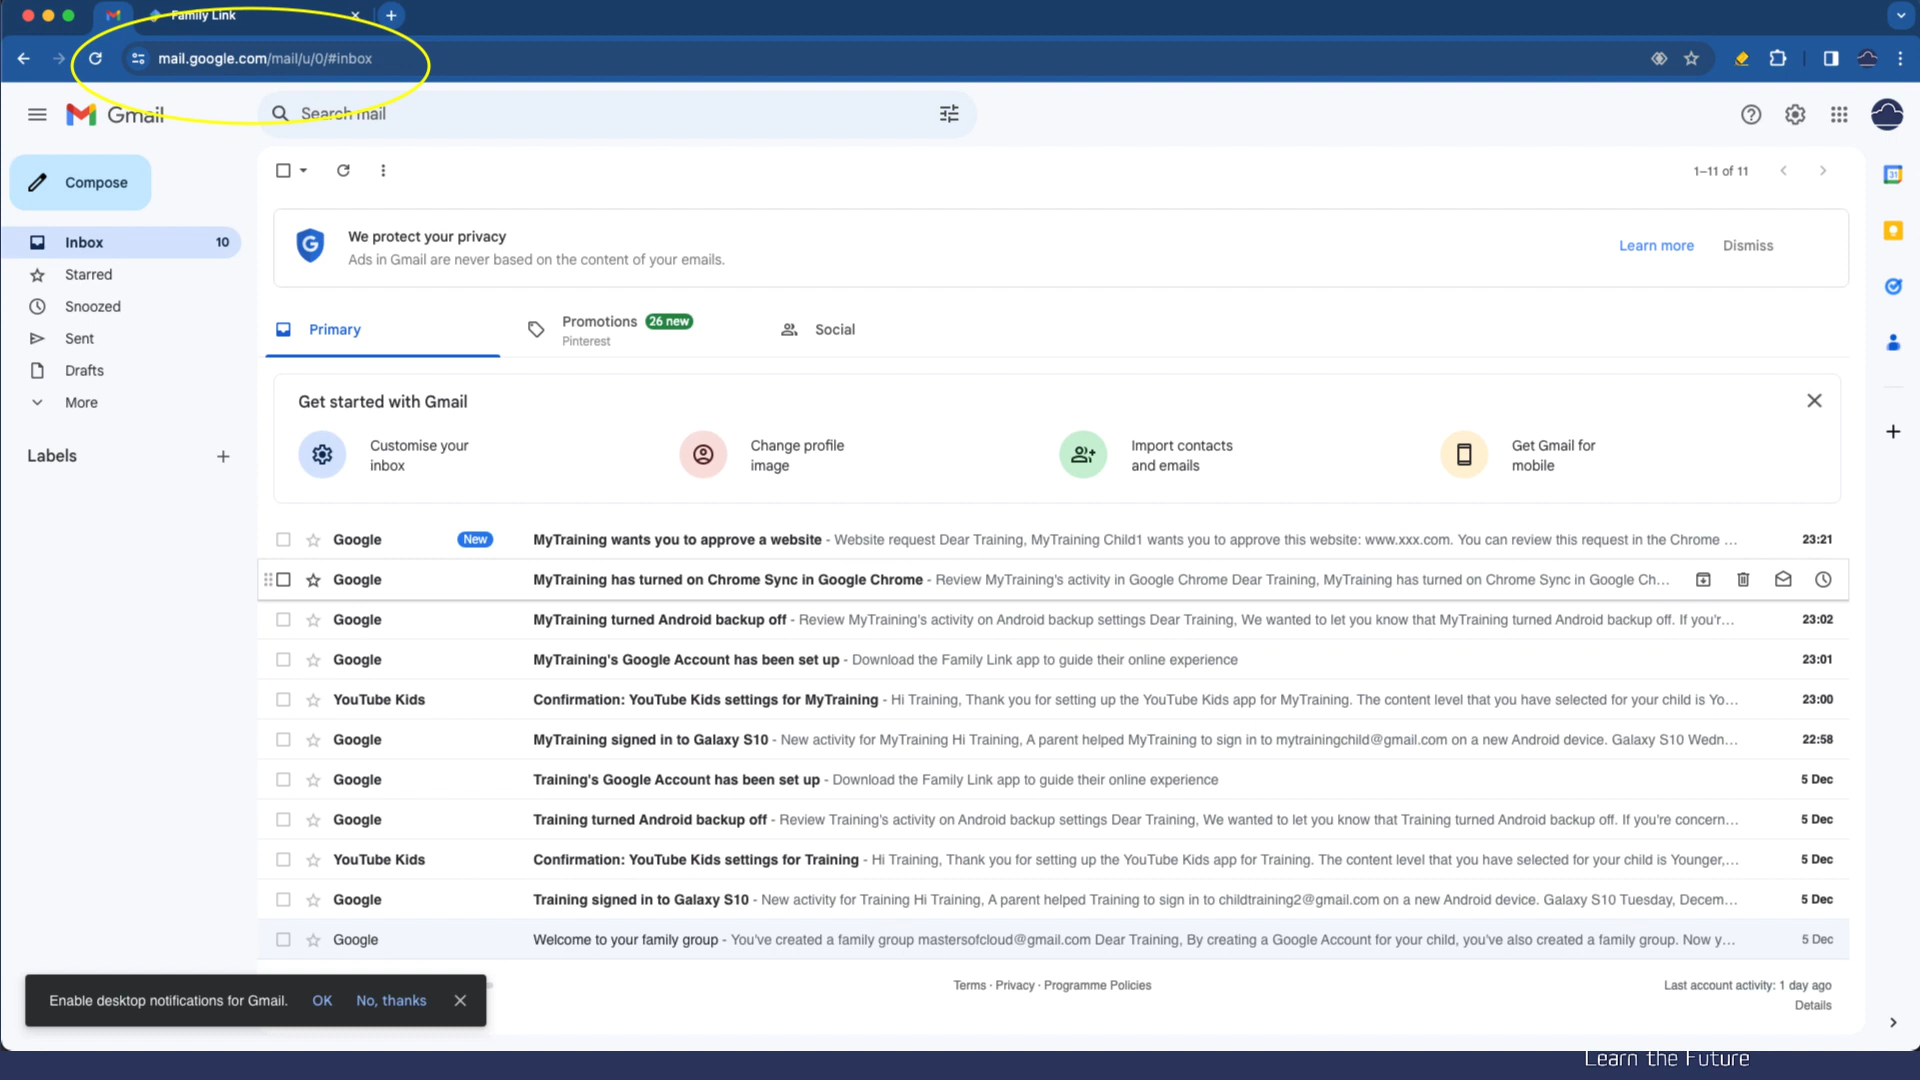 Family Link
mail.google.com/mail/u/0/#inbox
Gmail
Search mail
Compose
1–11 of 11
We protect your privacy
Ads in Gmail are never based on the content of your emails.
Learn more
Dismiss
Inbox 10
Starred
Snoozed
Sent
Drafts
More
Labels
Primary
Promotions 26 new
Pinterest
Social
Get started with Gmail
Customise your
inbox
Change profile
image
Import contacts
and emails
Get Gmail for
mobile
Google New MyTraining wants you to approve a website - Website request Dear Training, MyTraining Child1 wants you to approve this website: www.xxx.com. You can review this request in the Chrome … 23:21
Google MyTraining has turned on Chrome Sync in Google Chrome - Review MyTraining's activity in Google Chrome Dear Training, MyTraining has turned on Chrome Sync in Google Ch…
Google MyTraining turned Android backup off - Review MyTraining's activity on Android backup settings Dear Training, We wanted to let you know that MyTraining turned Android backup off. If you'r… 23:02
Google MyTraining's Google Account has been set up - Download the Family Link app to guide their online experience 23:01
YouTube Kids Confirmation: YouTube Kids settings for MyTraining - Hi Training, Thank you for setting up the YouTube Kids app for MyTraining. The content level that you have selected for your child is Yo… 23:00
Google MyTraining signed in to Galaxy S10 - New activity for MyTraining Hi Training, A parent helped MyTraining to sign in to mytrainingchild@gmail.com on a new Android device. Galaxy S10 Wedn… 22:58
Google Training's Google Account has been set up - Download the Family Link app to guide their online experience 5 Dec
Google Training turned Android backup off - Review Training's activity on Android backup settings Dear Training, We wanted to let you know that Training turned Android backup off. If you're concern… 5 Dec
YouTube Kids Confirmation: YouTube Kids settings for Training - Hi Training, Thank you for setting up the YouTube Kids app for Training. The content level that you have selected for your child is Younger,… 5 Dec
Google Training signed in to Galaxy S10 - New activity for Training Hi Training, A parent helped Training to sign in to childtraining2@gmail.com on a new Android device. Galaxy S10 Tuesday, Decem… 5 Dec
Google Welcome to your family group - You've created a family group mastersofcloud@gmail.com Dear Training, By creating a Google Account for your child, you've also created a family group. Now y… 5 Dec
Terms · Privacy · Programme Policies
Last account activity: 1 day ago
Details
Enable desktop notifications for Gmail. OK No, thanks
Learn the Future